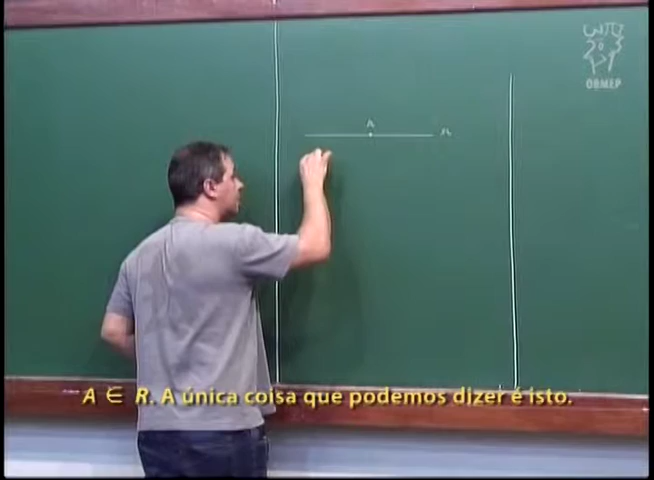 OBMEP
A
r
A ∈ R. A única coisa que podemos dizer é isto.